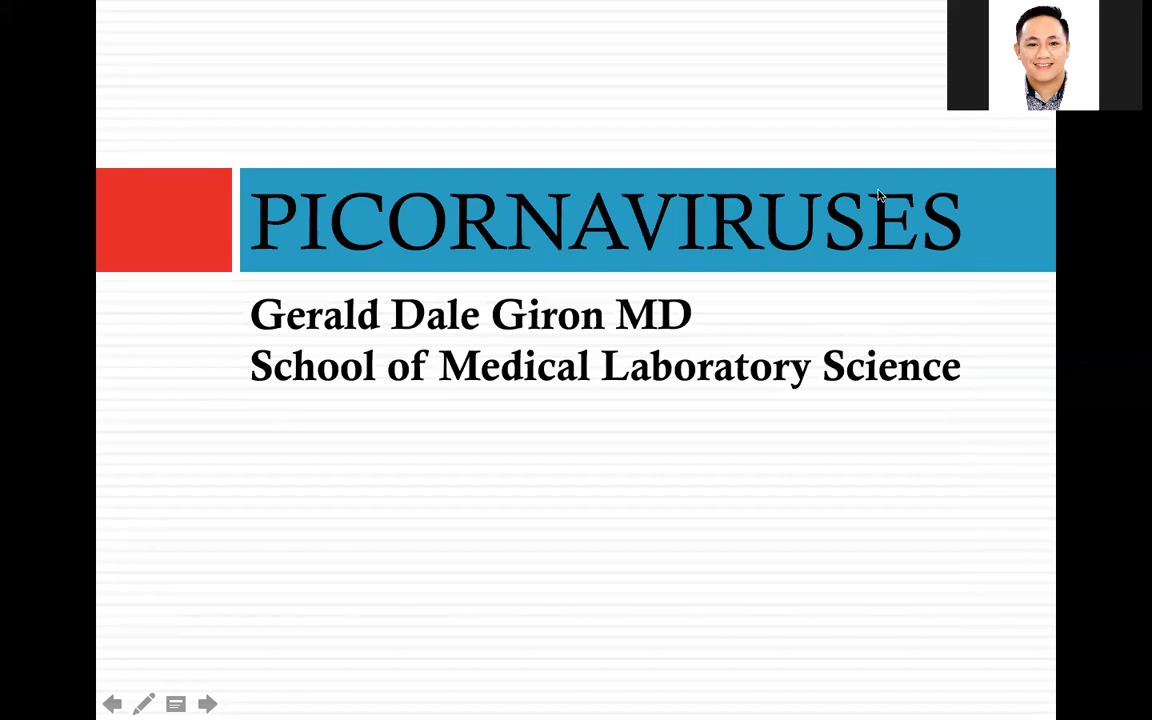 PICORNAVIRUSES
Gerald Dale Giron MD
School of Medical Laboratory Science